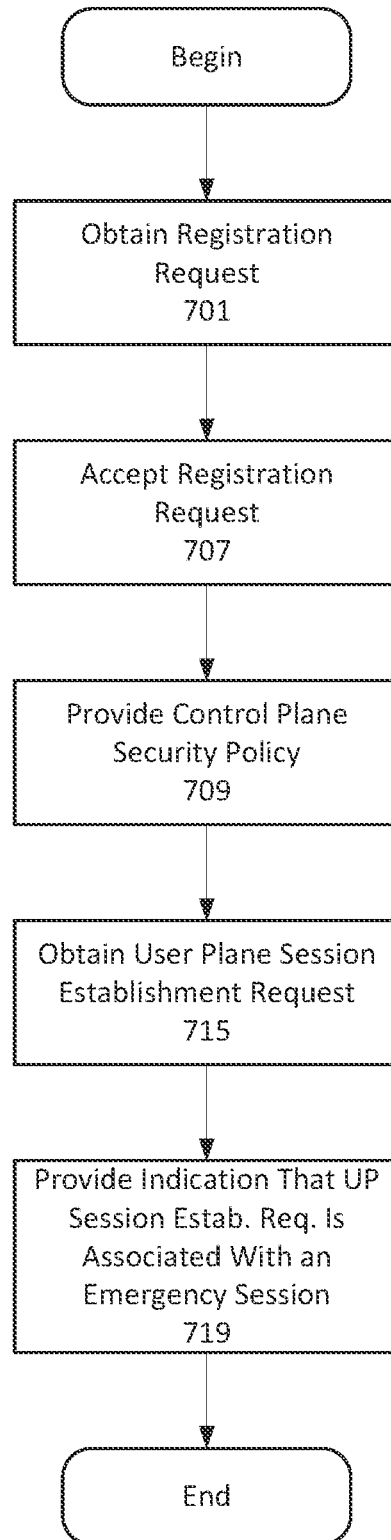 Begin
Obtain Registration
Request
701
Accept Registration
Request
707
Provide Control Plane
Security Policy
709
Obtain User Plane Session
Establishment Request
715
Provide Indication That UP
Session Estab. Req. Is
Associated With an
Emergency Session
719
End